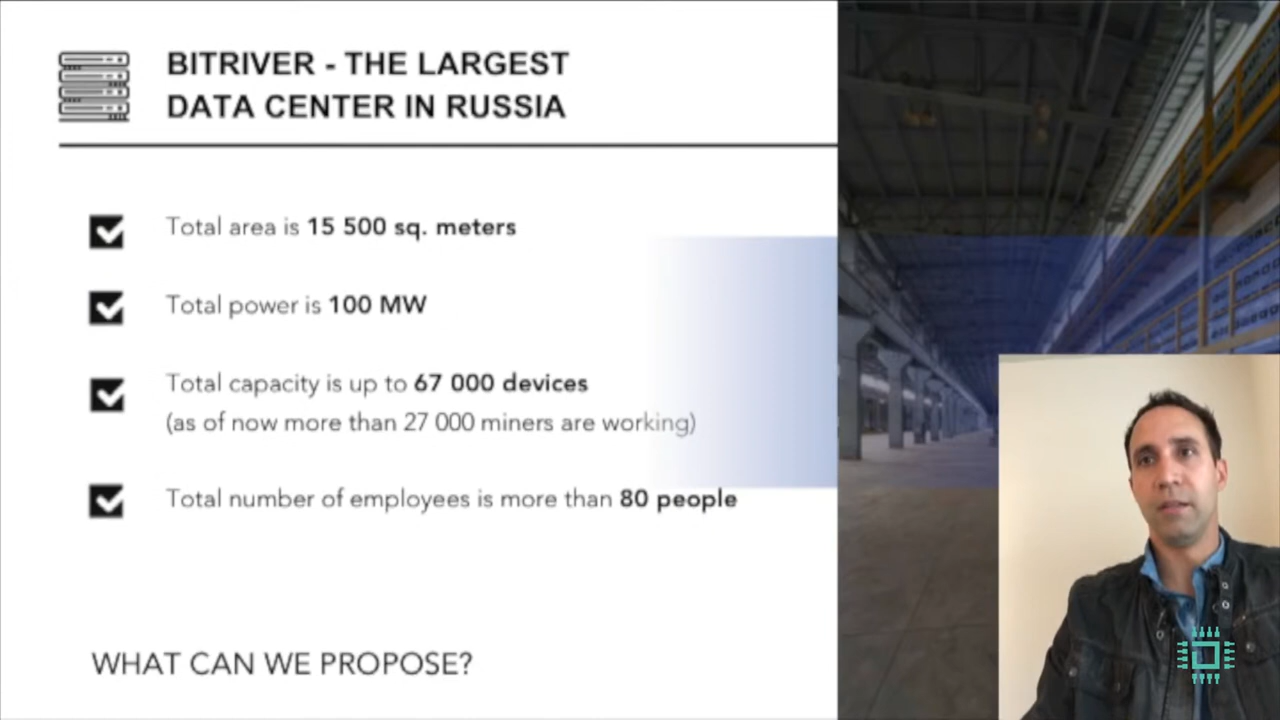 BITRIVER - THE LARGEST
DATA CENTER IN RUSSIA
Total area is 15 500 sq. meters
Total power is 100 MW
Total capacity is up to 67 000 devices
(as of now more than 27 000 miners are working)
Total number of employees is more than 80 people
WHAT CAN WE PROPOSE?